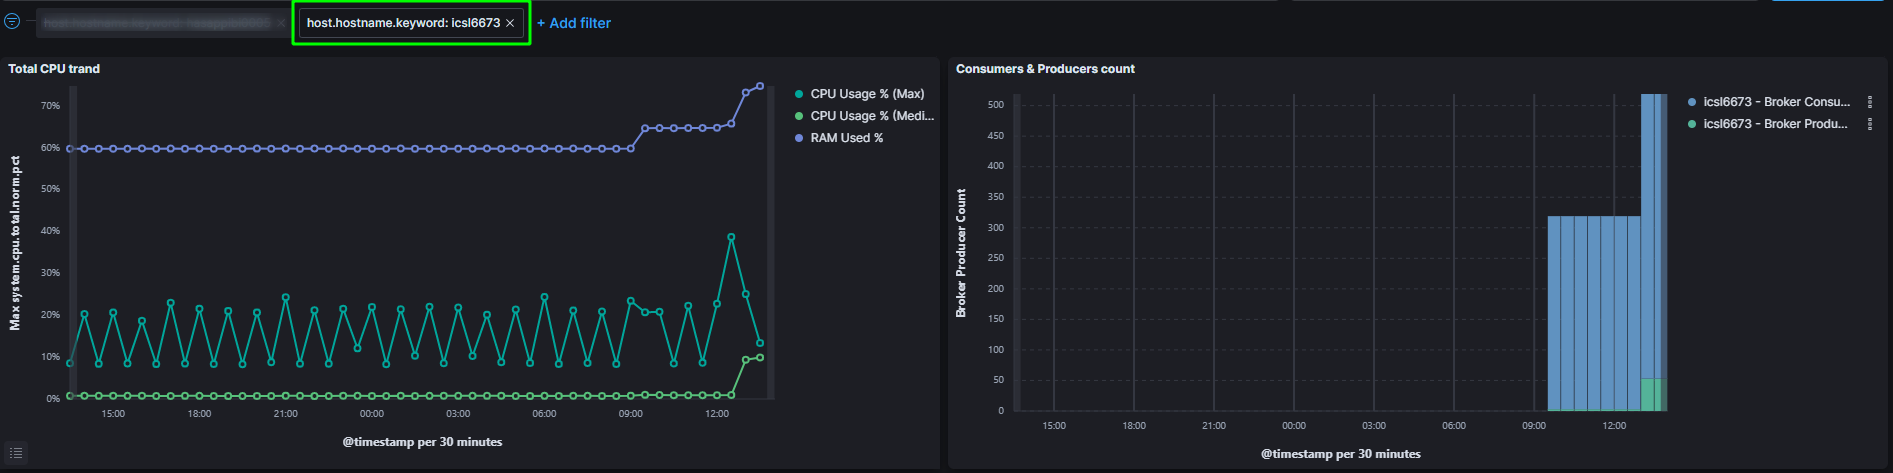 host.hostname.keyword: icsl6673 ×
+ Add filter
Total CPU trand
CPU Usage % (Max)
CPU Usage % (Medi...
RAM Used %
Max system.cpu.total.norm.pct
70%
60%
50%
40%
30%
20%
10%
0%
15:00 18:00 21:00 00:00 03:00 06:00 09:00 12:00
@timestamp per 30 minutes
Consumers & Producers count
icsl6673 - Broker Consu...
icsl6673 - Broker Produ...
Broker Producer Count
500
450
400
350
300
250
200
150
100
50
0
15:00 18:00 21:00 00:00 03:00 06:00 09:00 12:00
@timestamp per 30 minutes